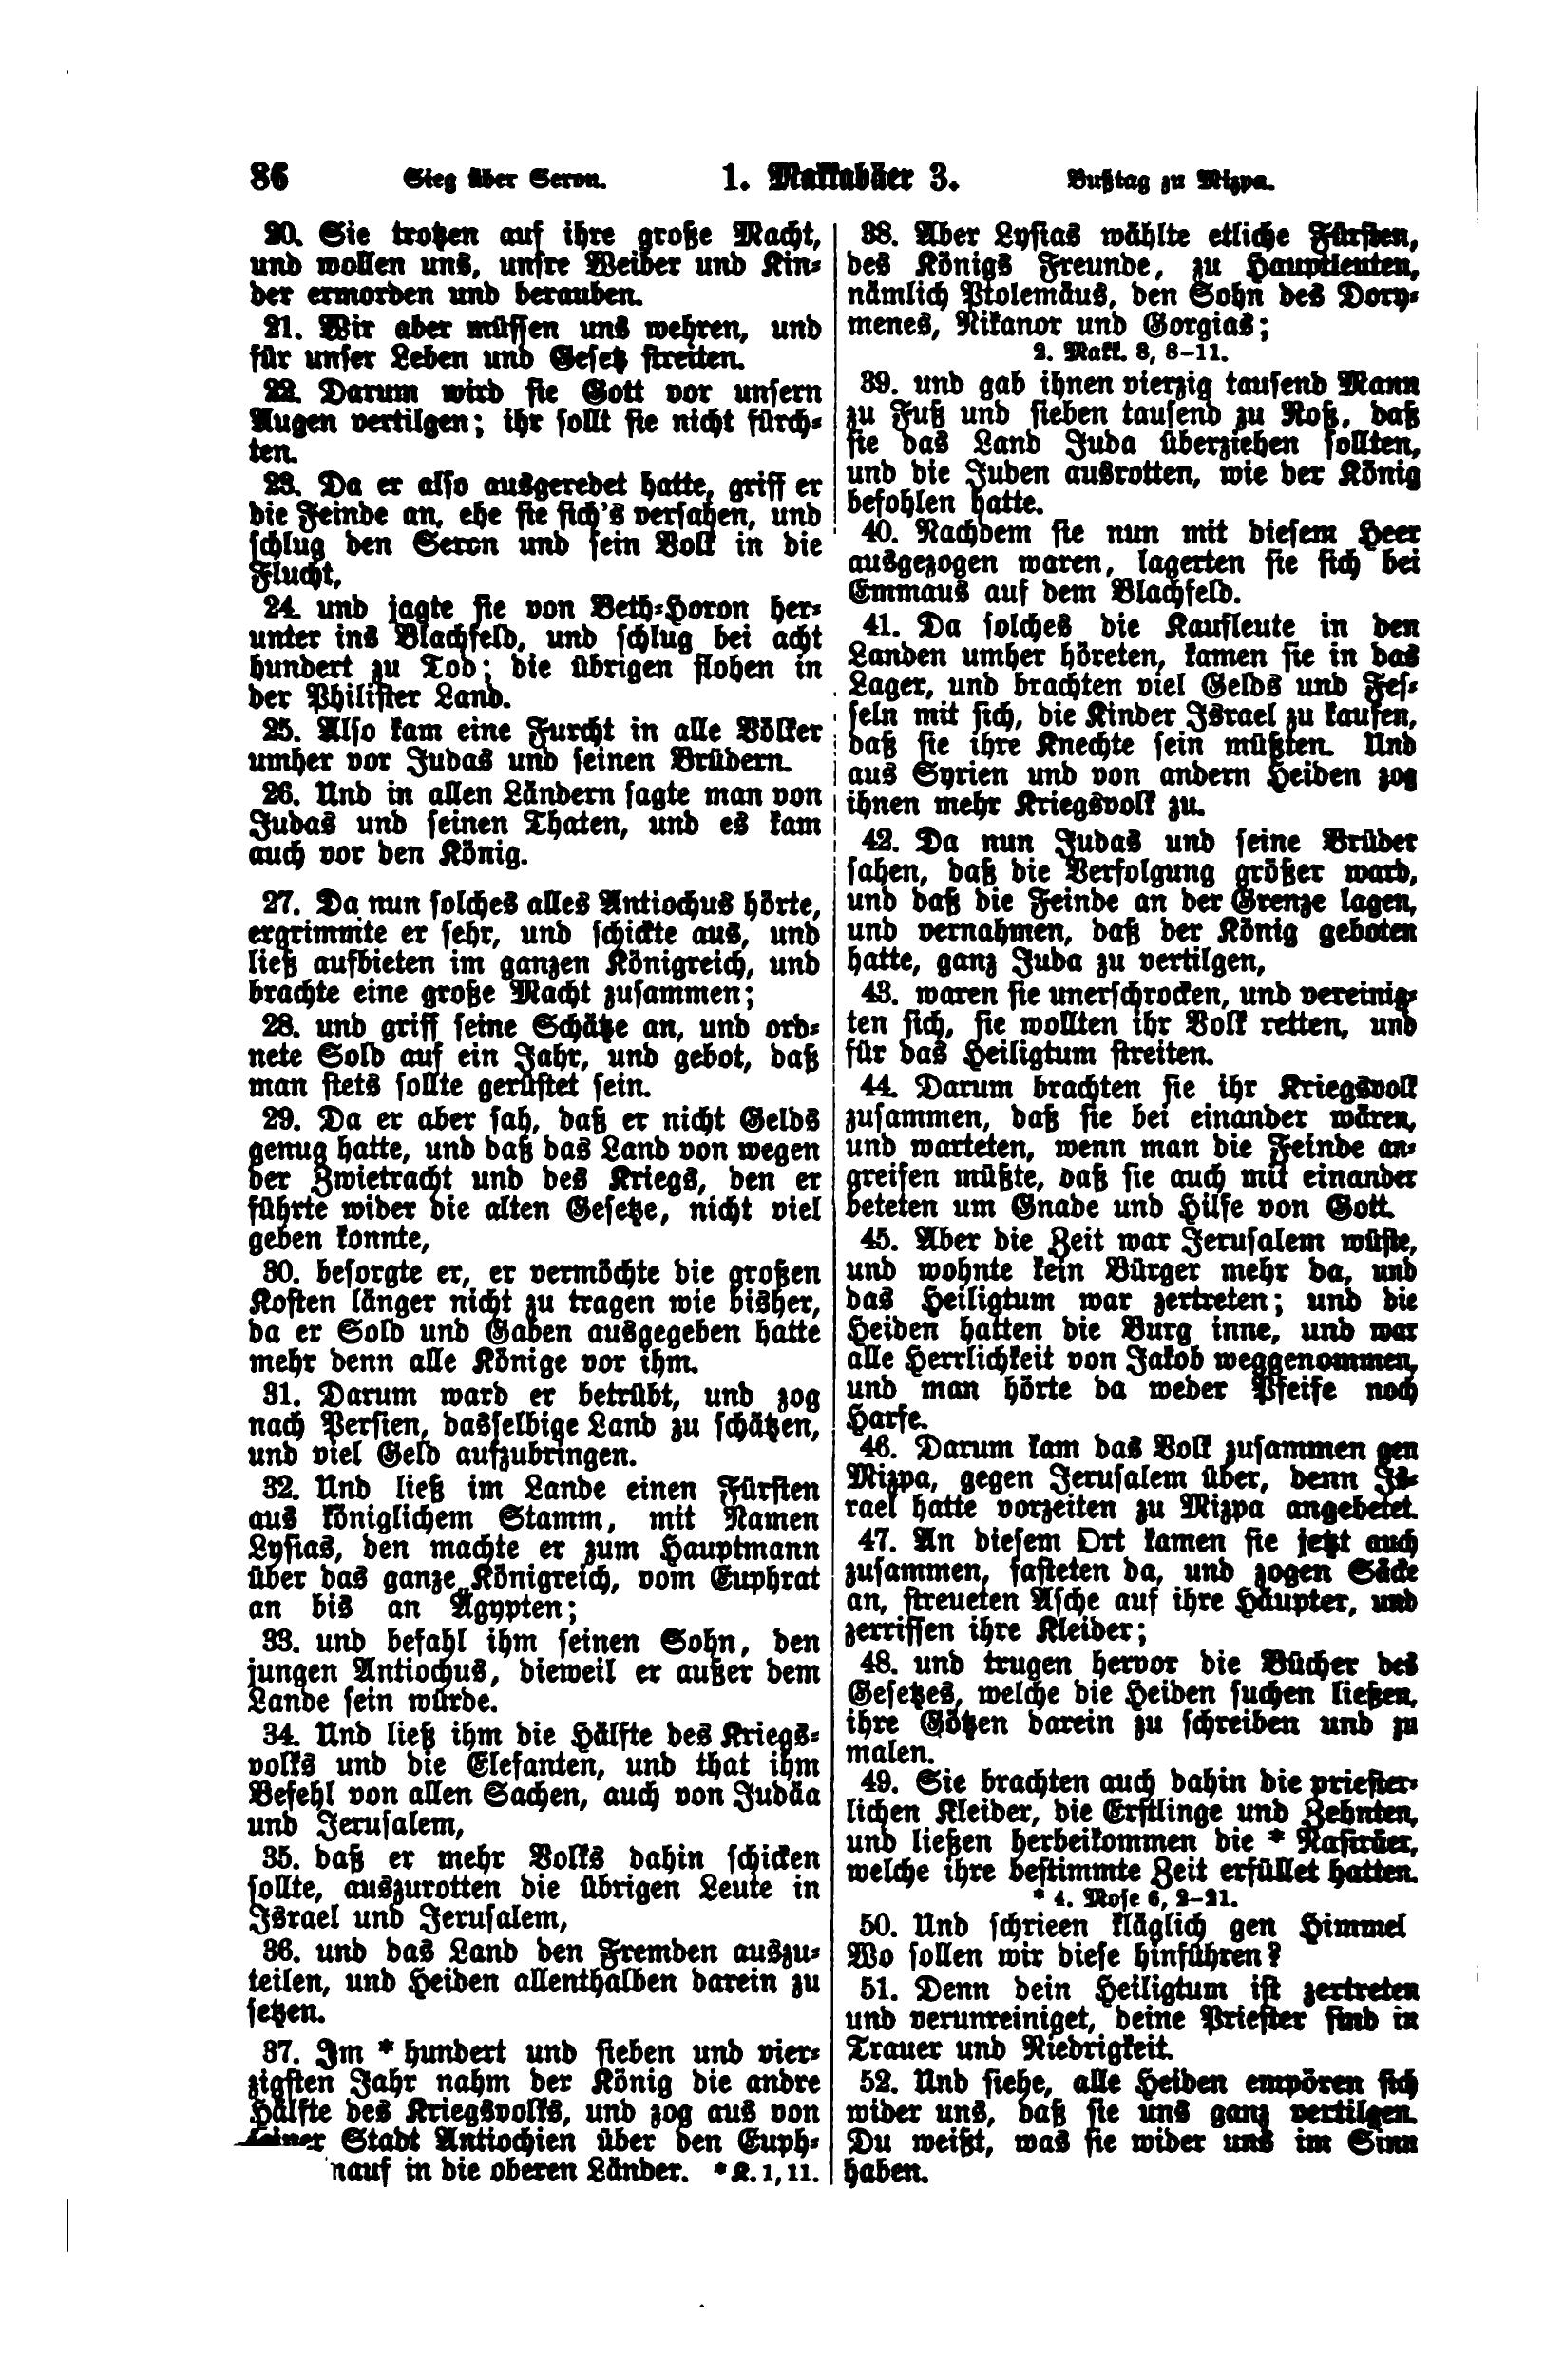 86 Sieg über Seron. 1. Makkabäer 3. Bußtag zu Mizpa.
20. Sie trotzen auf ihre große Macht,
und wollen uns, unsre Weiber und Kin-
der ermorden und berauben.
21. Wir aber müssen uns wehren, und
für unser Leben und Gesetz streiten.
22. Darum wird sie Gott vor unsern
Augen vertilgen; ihr sollt sie nicht fürch-
ten.
23. Da er also ausgeredet hatte, griff er
die Feinde an, ehe sie sich's versahen, und
schlug den Seron und sein Volk in die
Flucht,
24. und jagte sie von Beth-Horon her-
unter ins Blachfeld, und schlug bei acht
hundert zu Tod; die übrigen flohen in
der Philister Land.
25. Also kam eine Furcht in alle Völker
umher vor Judas und seinen Brüdern.
26. Und in allen Ländern sagte man von
Judas und seinen Thaten, und es kam
auch vor den König.
27. Da nun solches alles Antiochus hörte,
ergrimmte er sehr, und schickte aus, und
ließ aufbieten im ganzen Königreich, und
brachte eine große Macht zusammen;
28. und griff seine Schätze an, und ord-
nete Sold auf ein Jahr, und gebot, daß
man stets sollte gerüstet sein.
29. Da er aber sah, daß er nicht Gelds
genug hatte, und daß das Land von wegen
der Zwietracht und des Kriegs, den er
führte wider die alten Gesetze, nicht viel
geben konnte,
30. besorgte er, er vermöchte die großen
Kosten länger nicht zu tragen wie bisher,
da er Sold und Gaben ausgegeben hatte
mehr denn alle Könige vor ihm.
31. Darum ward er betrübt, und zog
nach Persien, dasselbige Land zu schätzen,
und viel Geld aufzubringen.
32. Und ließ im Lande einen Fürsten
aus königlichem Stamm, mit Namen
Lysias, den machte er zum Hauptmann
über das ganze Königreich, vom Euphrat
an bis an Ägypten;
33. und befahl ihm seinen Sohn, den
jungen Antiochus, dieweil er außer dem
Lande sein würde.
34. Und ließ ihm die Hälfte des Kriegs-
volks und die Elefanten, und that ihm
Befehl von allen Sachen, auch von Judäa
und Jerusalem,
35. daß er mehr Volks dahin schicken
sollte, auszurotten die übrigen Leute in
Israel und Jerusalem,
36. und das Land den Fremden auszu-
teilen, und Heiden allenthalben darein zu
setzen.
37. Im * hundert und sieben und vier-
zigsten Jahr nahm der König die andre
Hälfte des Kriegsvolks, und zog aus von
seiner Stadt Antiochien über den Euph-
nauf in die oberen Länder. * K. 1, 11.
38. Aber Lysias wählte etliche Fürsten,
des Königs Freunde, zu Hauptleuten,
nämlich Ptolemäus, den Sohn des Dory-
menes, Nikanor und Gorgias;
2. Makk. 8, 8-11.
39. und gab ihnen vierzig tausend Mann
zu Fuß und sieben tausend zu Roß, daß
sie das Land Juda überziehen sollten,
und die Juden ausrotten, wie der König
befohlen hatte.
40. Nachdem sie nun mit diesem Heer
ausgezogen waren, lagerten sie sich bei
Emmaus auf dem Blachfeld.
41. Da solches die Kaufleute in den
Landen umher höreten, kamen sie in das
Lager, und brachten viel Gelds und Fes-
seln mit sich, die Kinder Israel zu kaufen,
daß sie ihre Knechte sein müßten. Und
aus Syrien und von andern Heiden zog
ihnen mehr Kriegsvolk zu.
42. Da nun Judas und seine Brüder
sahen, daß die Verfolgung größer ward,
und daß die Feinde an der Grenze lagen,
und vernahmen, daß der König geboten
hatte, ganz Juda zu vertilgen,
43. waren sie unerschrocken, und vereinig-
ten sich, sie wollten ihr Volk retten, und
für das Heiligtum streiten.
44. Darum brachten sie ihr Kriegsvolk
zusammen, daß sie bei einander wären,
und warteten, wenn man die Feinde an-
greifen müßte, daß sie auch mit einander
beteten um Gnade und Hilfe von Gott.
45. Aber die Zeit war Jerusalem wüste,
und wohnte kein Bürger mehr da, und
das Heiligtum war zertreten; und die
Heiden hatten die Burg inne, und war
alle Herrlichkeit von Jakob weggenommen,
und man hörte da weder Pfeife noch
Harfe.
46. Darum kam das Volk zusammen gen
Mizpa, gegen Jerusalem über, denn Is-
rael hatte vorzeiten zu Mizpa angebetet.
47. An diesem Ort kamen sie jetzt auch
zusammen, fasteten da, und zogen Säcke
an, streueten Asche auf ihre Häupter, und
zerrissen ihre Kleider;
48. und trugen hervor die Bücher des
Gesetzes, welche die Heiden suchen ließen,
ihre Götzen darein zu schreiben und zu
malen.
49. Sie brachten auch dahin die priester-
lichen Kleider, die Erstlinge und Zehnten,
und ließen herbeikommen die * Nasiräer,
welche ihre bestimmte Zeit erfüllet hatten.
* 4. Mose 6, 2-21.
50. Und schrieen kläglich gen Himmel
Wo sollen wir diese hinführen?
51. Denn dein Heiligtum ist zertreten
und verunreiniget, deine Priester sind in
Trauer und Niedrigkeit.
52. Und siehe, alle Heiden empören sich
wider uns, daß sie uns ganz vertilgen.
Du weißt, was sie wider uns im Sinn
haben.